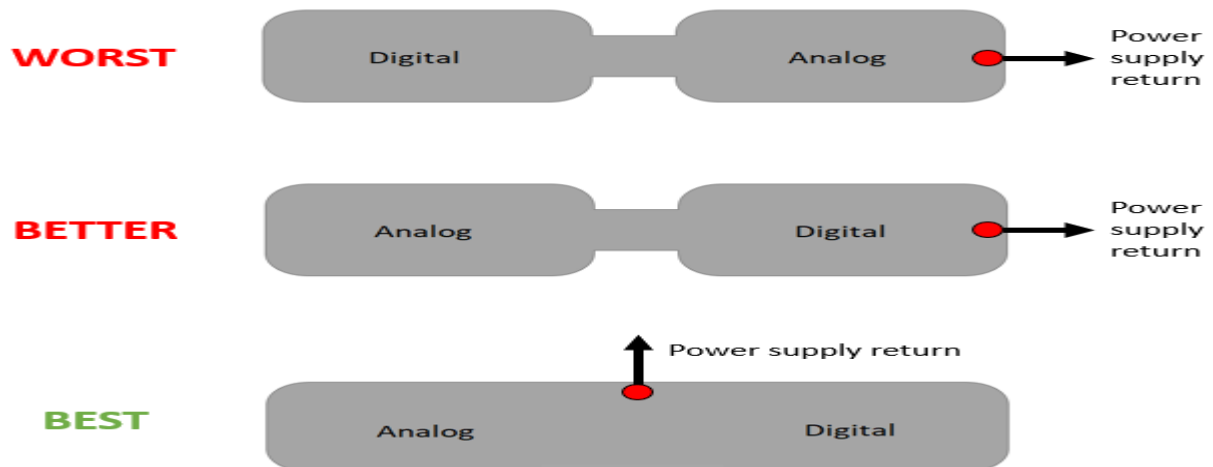 WORST
Digital
Analog
Power
supply
return
BETTER
Analog
Digital
Power
supply
return
Power supply return
BEST
Analog
Digital